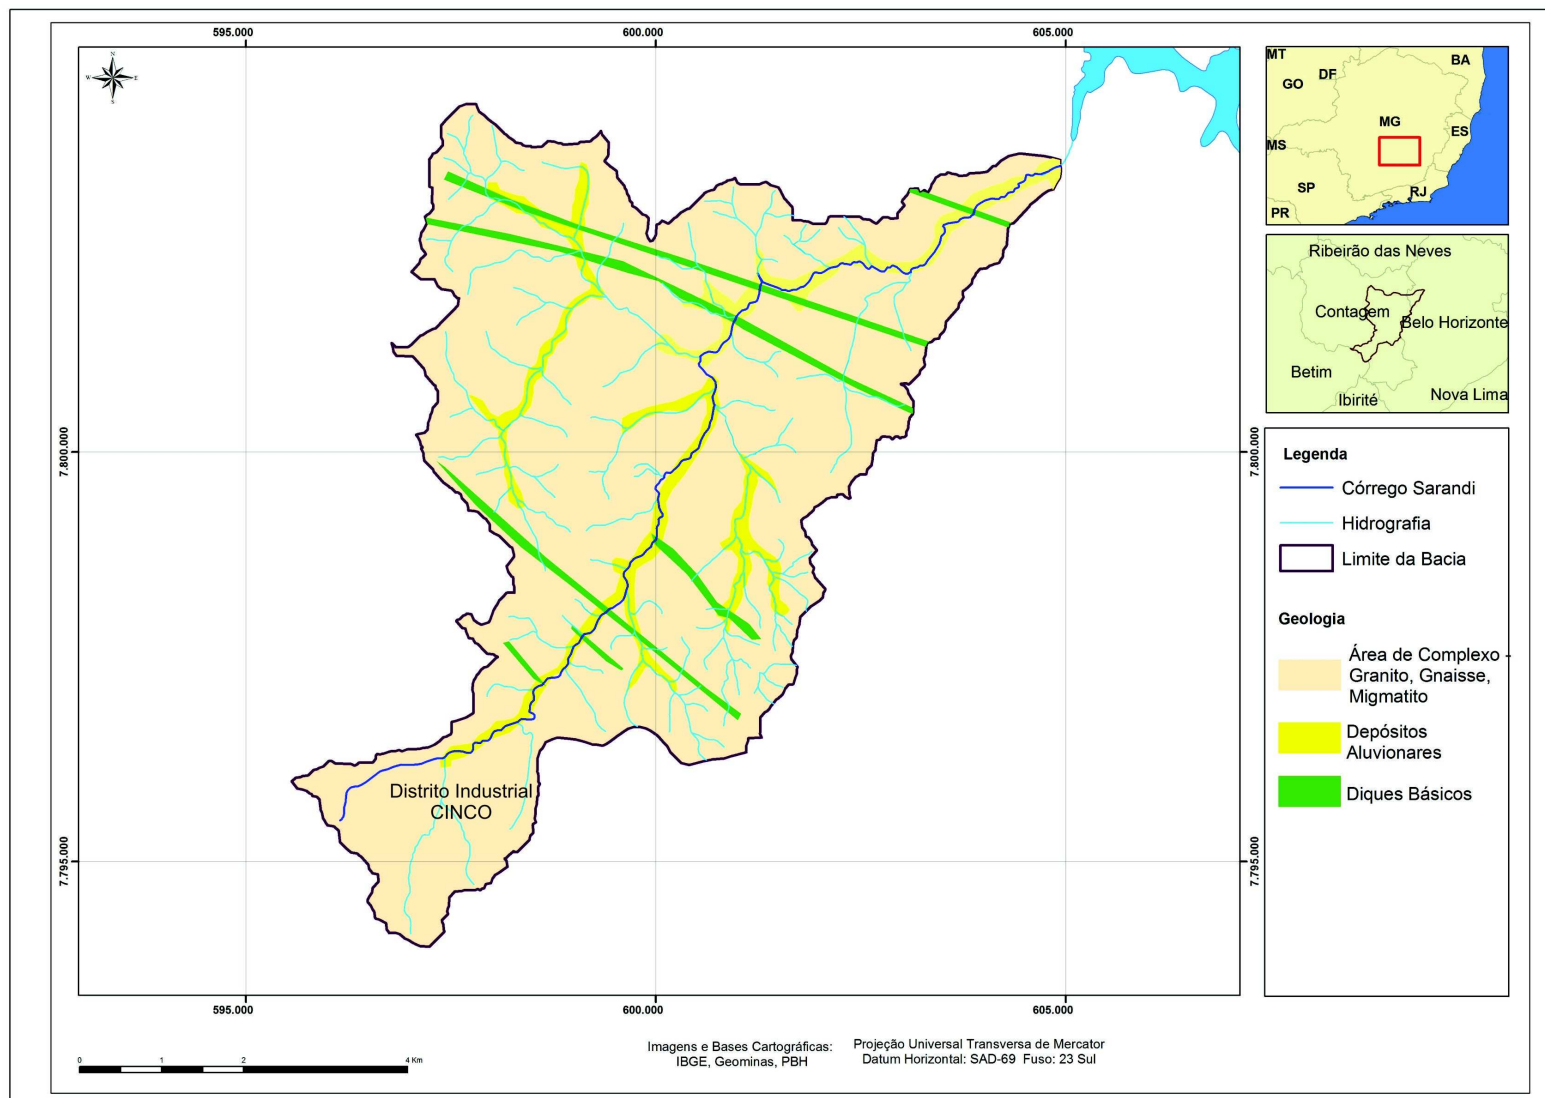 595.000
600.000
605.000
N
W
E
S
7.800.000
7.795.000
7.800.000
7.795.000
Distrito Industrial
CINCO
595.000
600.000
605.000
MT
GO
DF
BA
MG
ES
MS
SP
RJ
PR
Ribeirão das Neves
Contagem
Belo Horizonte
Betim
Ibirité
Nova Lima
Legenda
Córrego Sarandi
Hidrografia
Limite da Bacia
Geologia
Área de Complexo
Granito, Gnaisse,
Migmatito
Depósitos
Aluvionares
Diques Básicos
0 1 2 4 Km
Imagens e Bases Cartográficas:
IBGE, Geominas, PBH
Projeção Universal Transversa de Mercator
Datum Horizontal: SAD-69 Fuso: 23 Sul